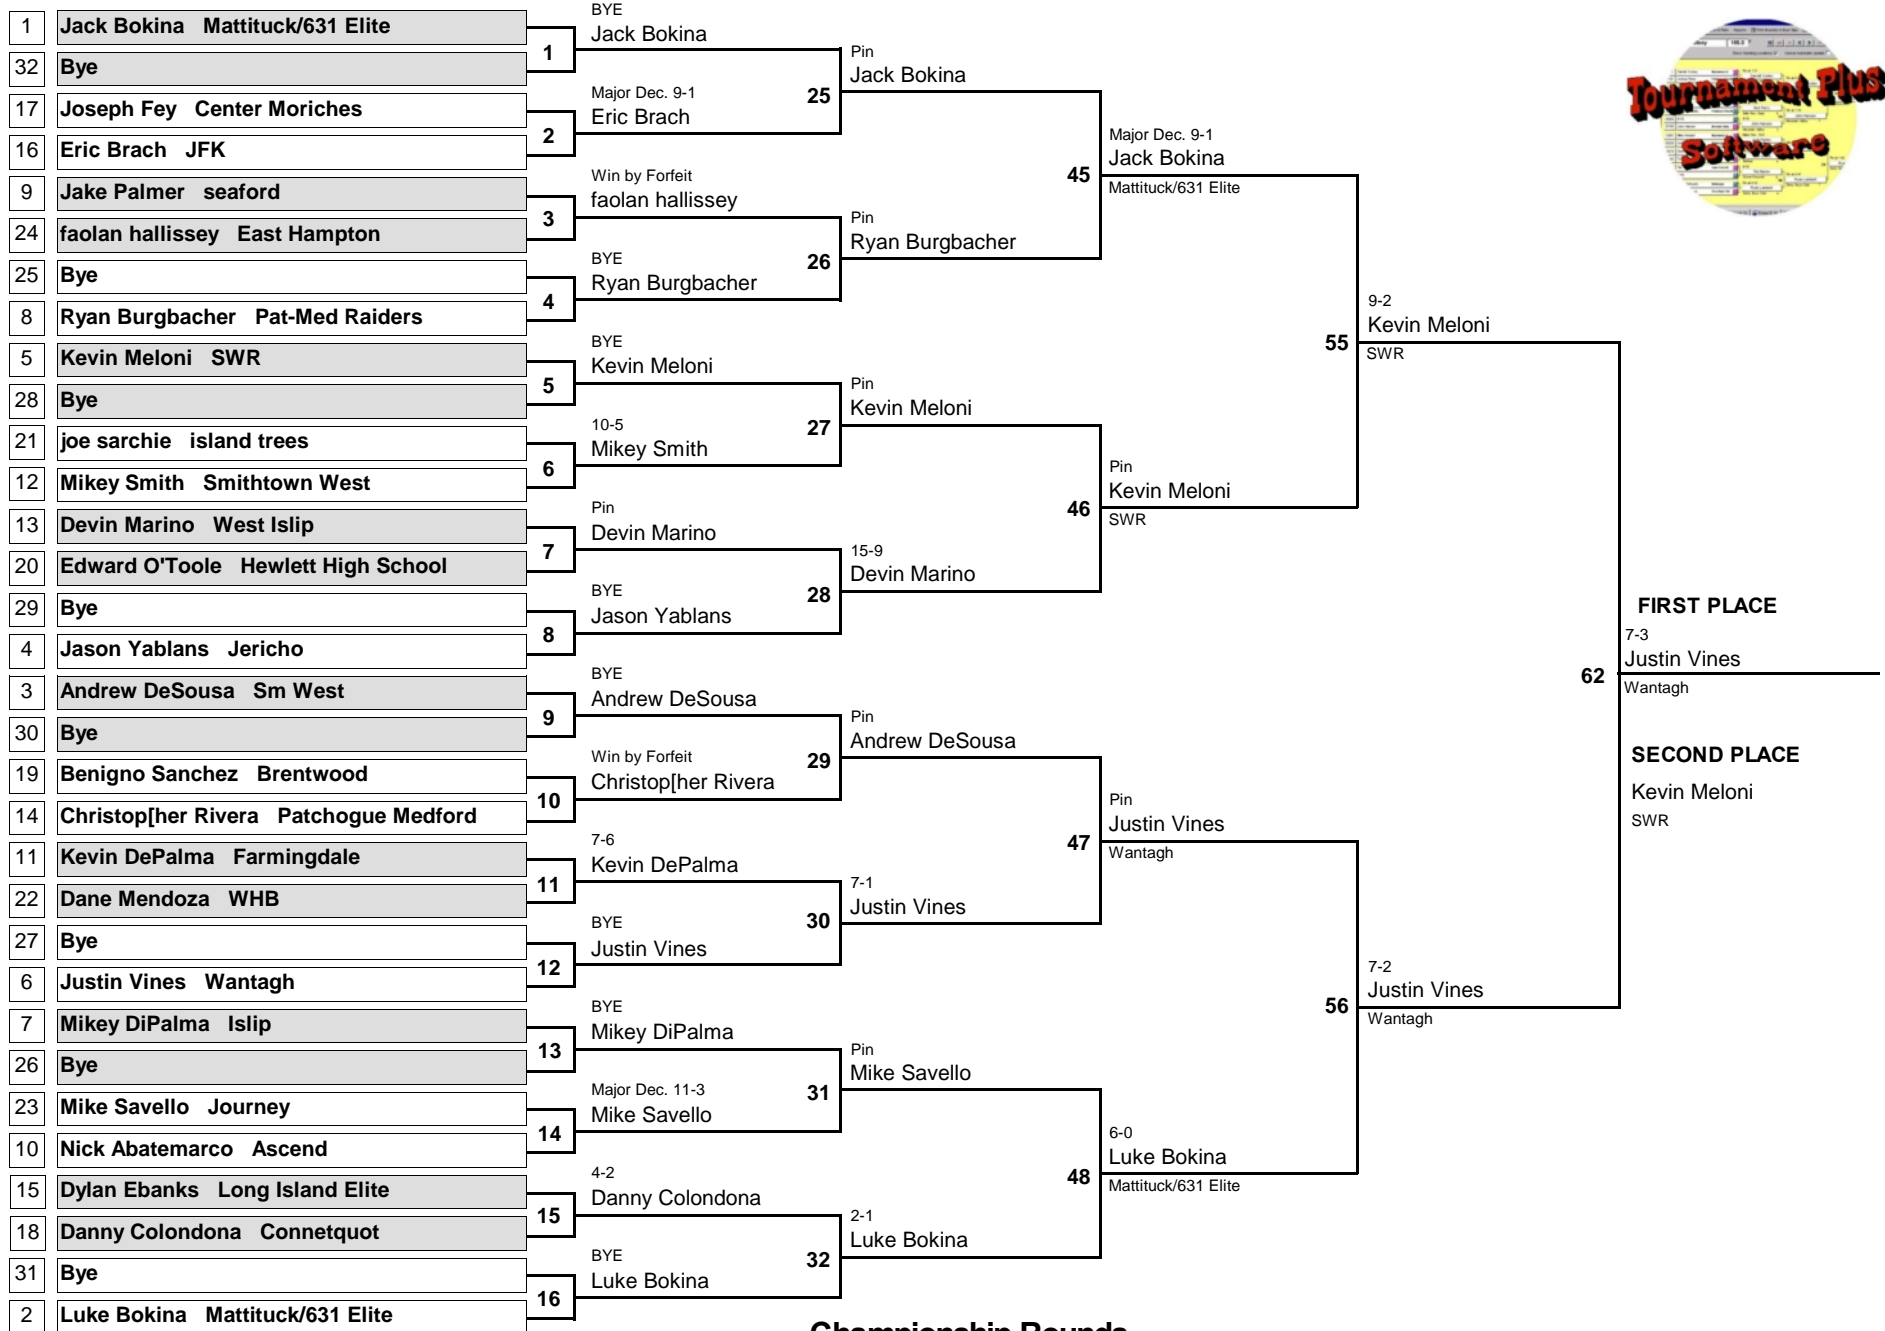 1 Jack Bokina Mattituck/631 Elite
32 Bye
17 Joseph Fey Center Moriches
16 Eric Brach JFK
9 Jake Palmer seaford
24 faolan hallissey East Hampton
25 Bye
8 Ryan Burgbacher Pat-Med Raiders
5 Kevin Meloni SWR
28 Bye
21 joe sarchie island trees
12 Mikey Smith Smithtown West
13 Devin Marino West Islip
20 Edward O'Toole Hewlett High School
29 Bye
4 Jason Yablans Jericho
3 Andrew DeSousa Sm West
30 Bye
19 Benigno Sanchez Brentwood
14 Christop[her Rivera Patchogue Medford
11 Kevin DePalma Farmingdale
22 Dane Mendoza WHB
27 Bye
6 Justin Vines Wantagh
7 Mikey DiPalma Islip
26 Bye
23 Mike Savello Journey
10 Nick Abatemarco Ascend
15 Dylan Ebanks Long Island Elite
18 Danny Colondona Connetquot
31 Bye
2 Luke Bokina Mattituck/631 Elite
1
2
3
4
5
6
7
8
9
10
11
12
13
14
15
16
BYE
Jack Bokina
Major Dec. 9-1
Eric Brach
Win by Forfeit
faolan hallissey
BYE
Ryan Burgbacher
BYE
Kevin Meloni
10-5
Mikey Smith
Pin
Devin Marino
BYE
Jason Yablans
BYE
Andrew DeSousa
Win by Forfeit
Christop[her Rivera
7-6
Kevin DePalma
BYE
Justin Vines
BYE
Mikey DiPalma
Major Dec. 11-3
Mike Savello
4-2
Danny Colondona
BYE
Luke Bokina
25
26
27
28
29
30
31
32
Pin
Jack Bokina
Pin
Ryan Burgbacher
Pin
Kevin Meloni
15-9
Devin Marino
Pin
Andrew DeSousa
7-1
Justin Vines
Pin
Mike Savello
2-1
Luke Bokina
45
46
47
48
Major Dec. 9-1
Jack Bokina
Mattituck/631 Elite
Pin
Kevin Meloni
SWR
Pin
Justin Vines
Wantagh
6-0
Luke Bokina
Mattituck/631 Elite
55
56
9-2
Kevin Meloni
SWR
7-2
Justin Vines
Wantagh
62
FIRST PLACE
7-3
Justin Vines
Wantagh
SECOND PLACE
Kevin Meloni
SWR
Tournament Plus
Software
Championship Rounds